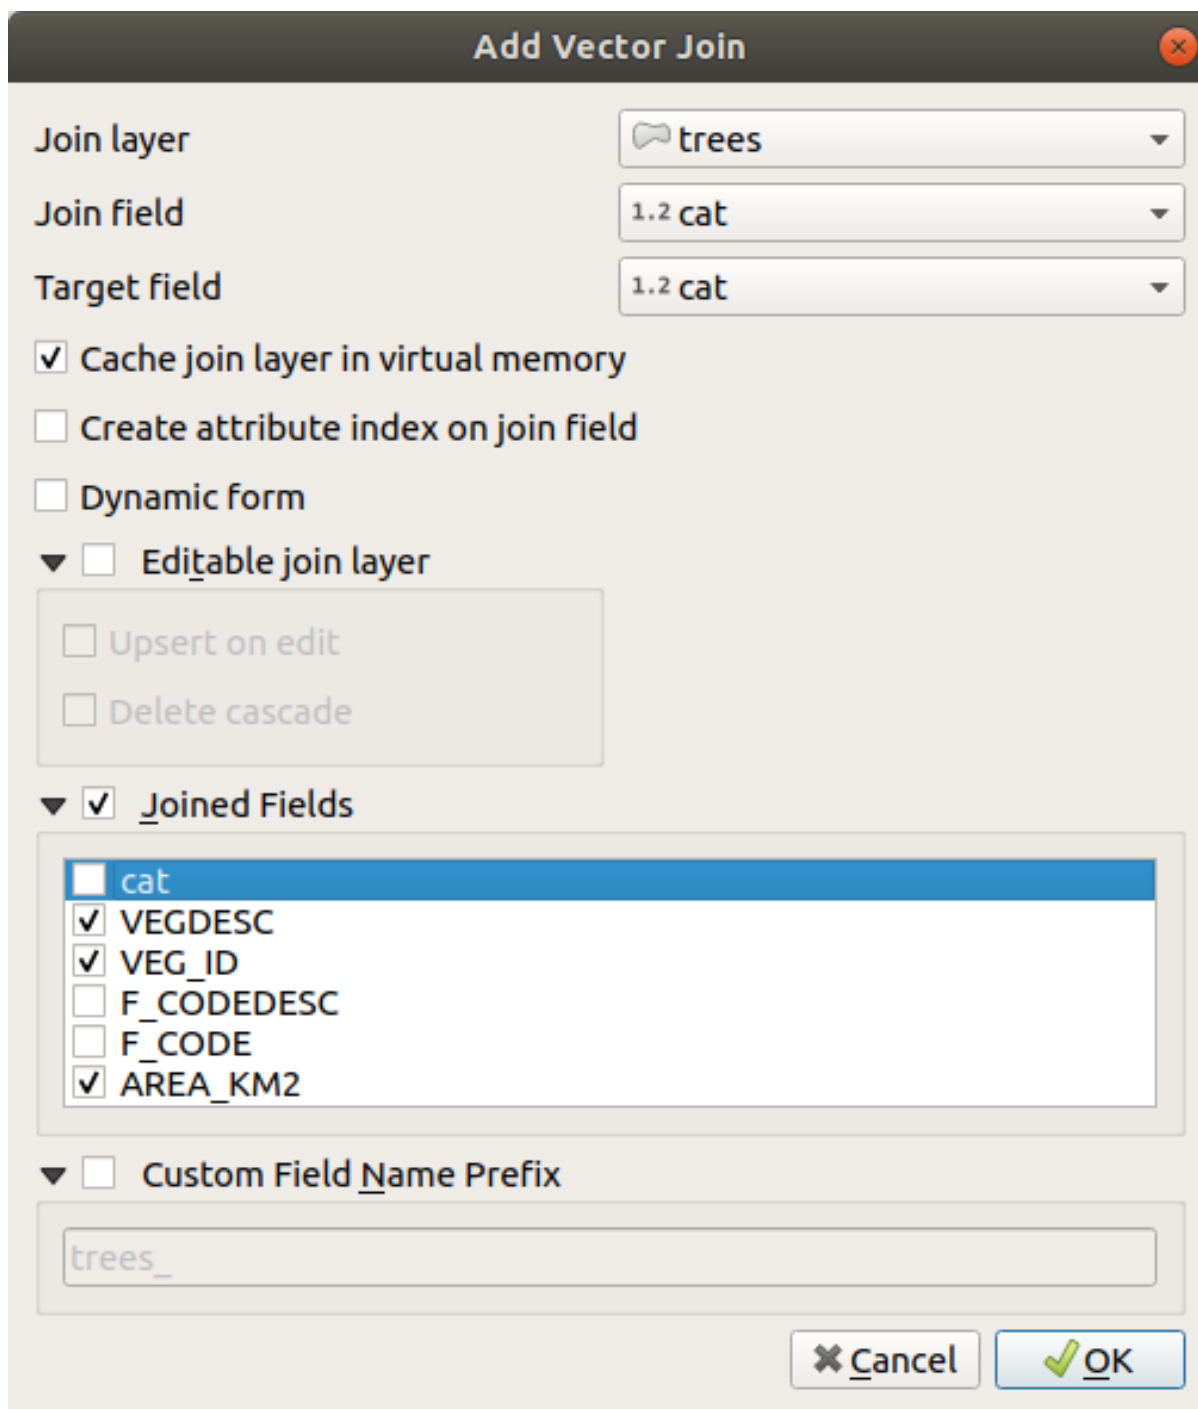 Add Vector Join
Join layer trees
Join field 1.2 cat
Target field 1.2 cat
Cache join layer in virtual memory
Create attribute index on join field
Dynamic form
Editable join layer
Upsert on edit
Delete cascade
Joined Fields
cat
VEGDESC
VEG_ID
F_CODEDESC
F_CODE
AREA_KM2
Custom Field Name Prefix
trees_
Cancel OK